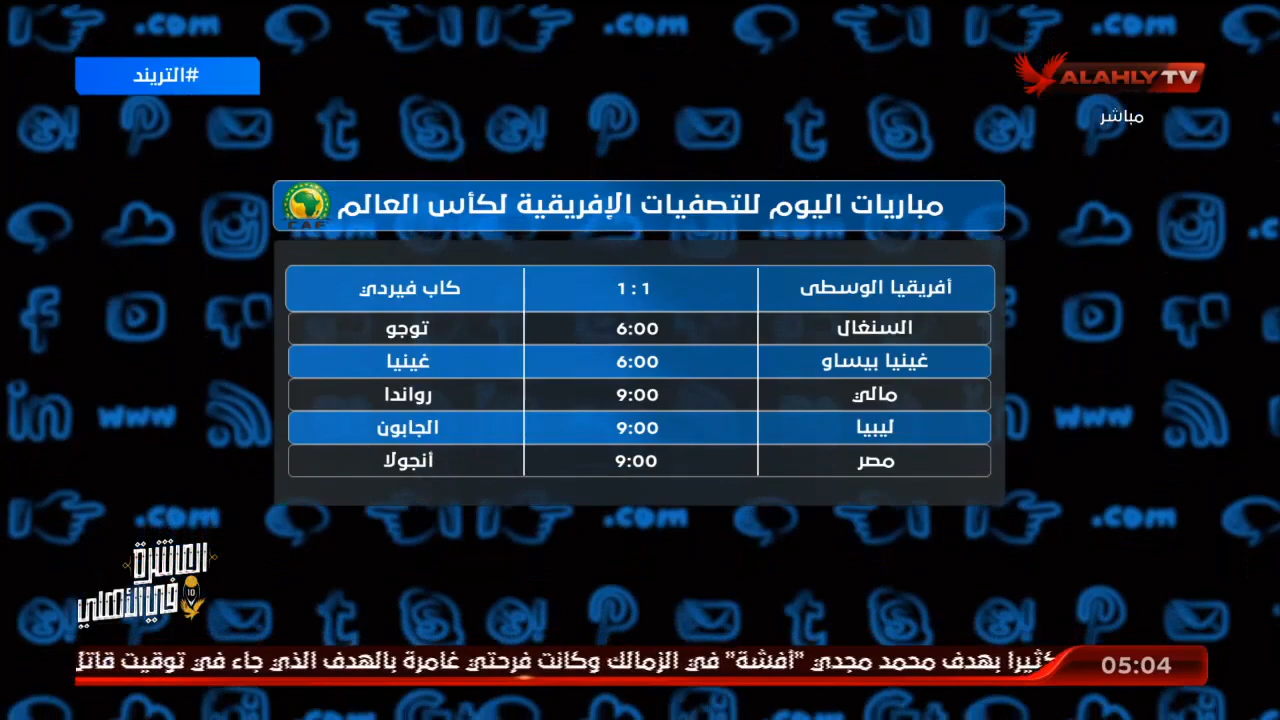 #التريند
ALAHLY TV
مباشر
مباريات اليوم للتصفيات الإفريقية لكأس العالم
أفريقيا الوسطى 1 : 1 كاب فيردي
السنغال 6:00 توجو
غينيا بيساو 6:00 غينيا
مالي 9:00 رواندا
ليبيا 9:00 الجابون
مصر 9:00 أنجولا
العاشرة
في الأهلي
10
كثيرا بهدف محمد مجدي "أفشة" في الزمالك وكانت فرحتي غامرة بالهدف الذي جاء في توقيت
05:04